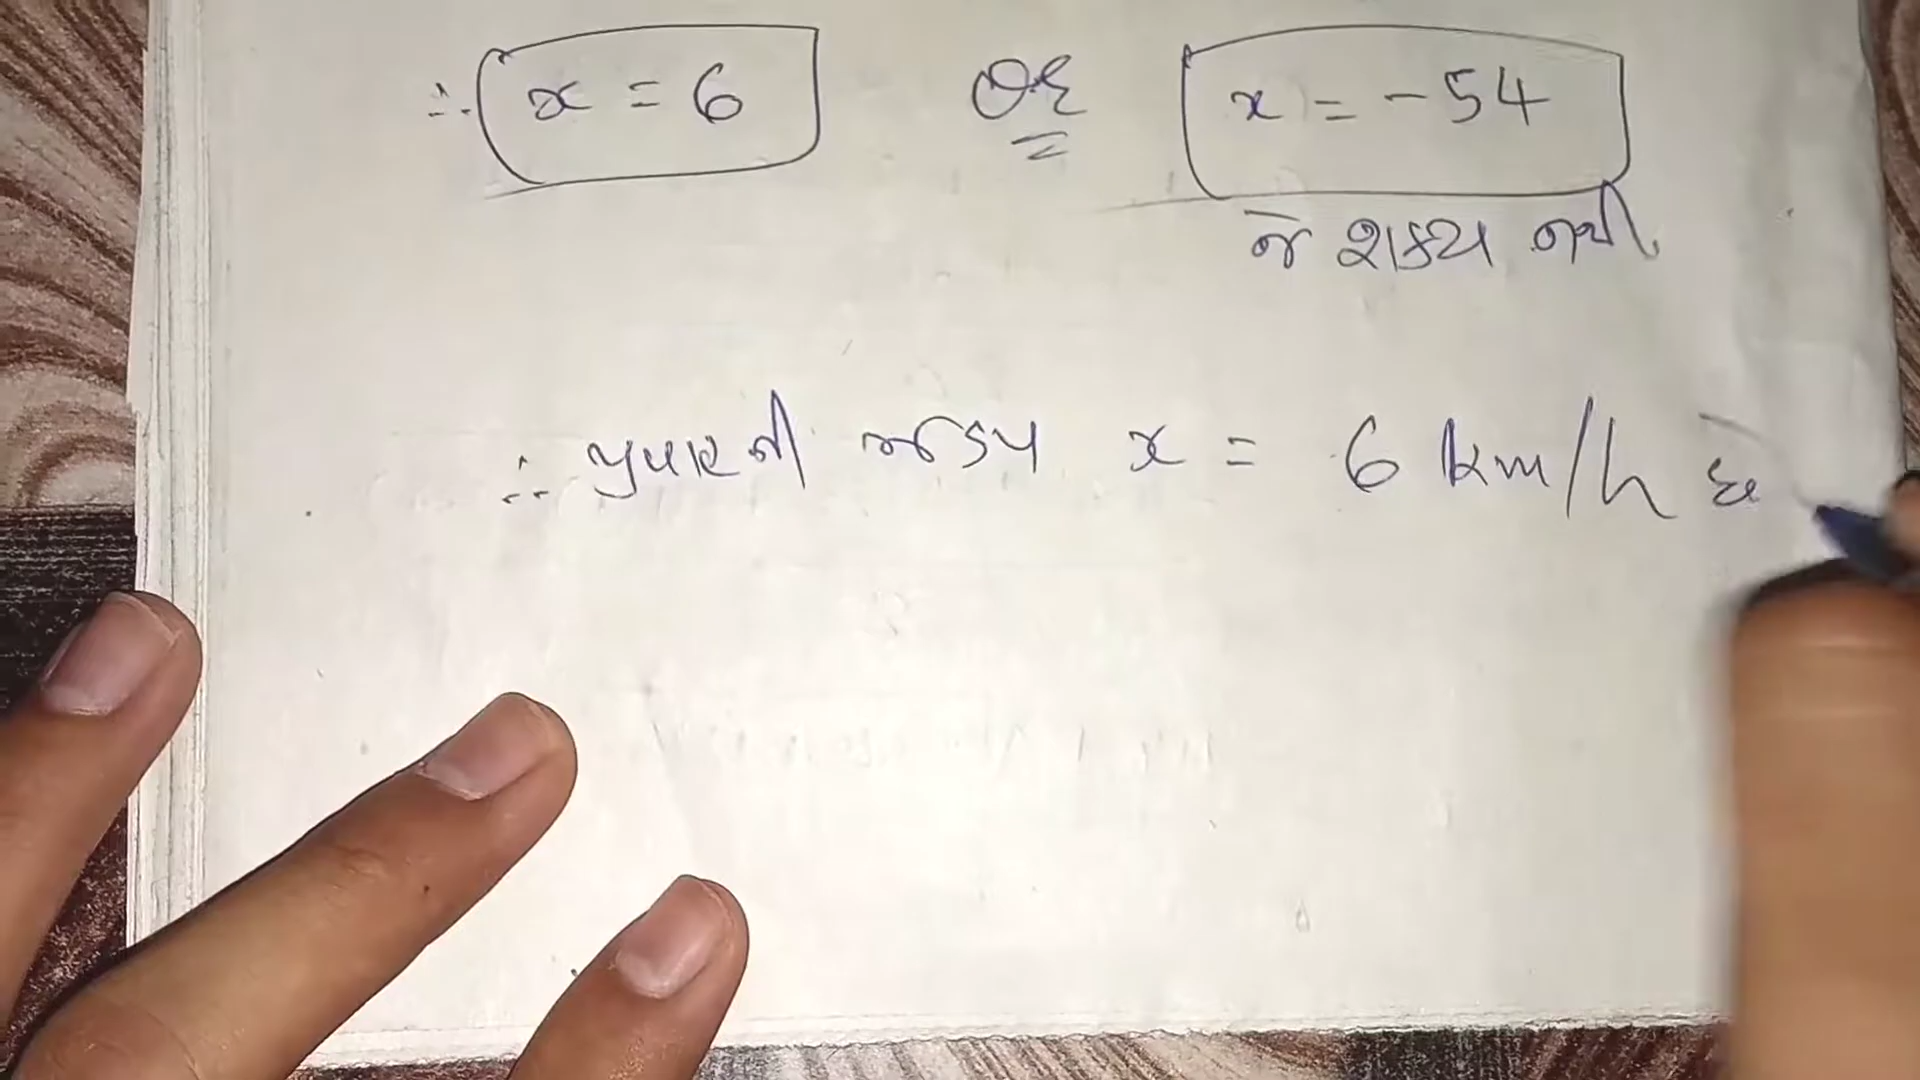 ∴ x = 6 OR x = -54
જે શક્ય નથી.
∴ પ્રવાહની ઝડપ x = 6 km/h છે